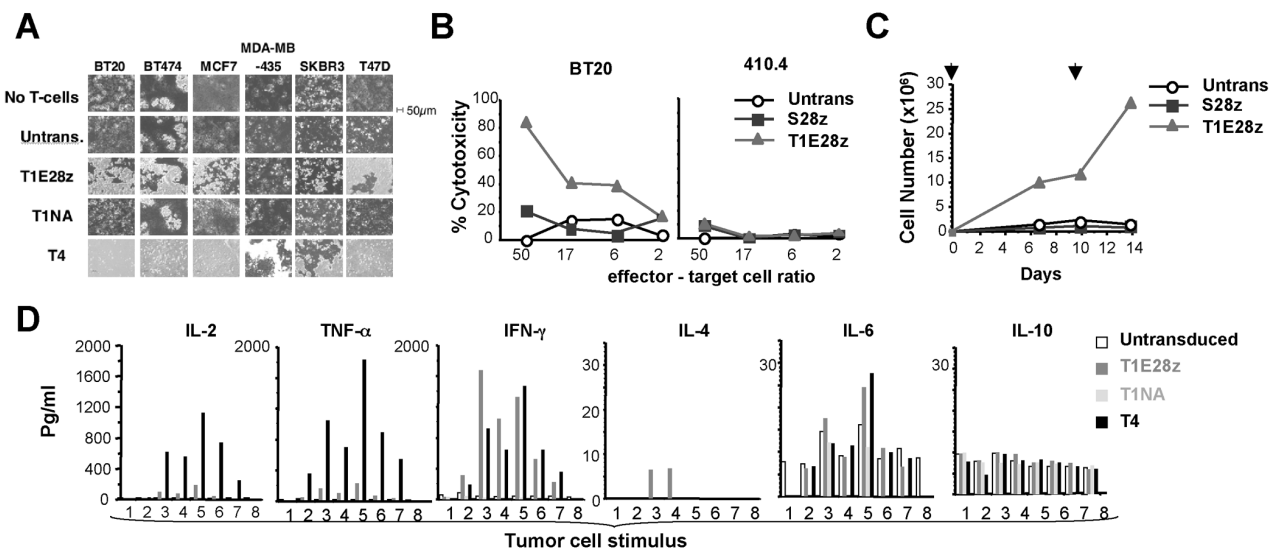 A
MDA-MB
BT20 BT474 MCF7 -435 SKBR3 T47D
No T-cells
50µm
Untrans.
T1E28z
T1NA
T4
B
BT20 410.4
% Cytotoxicity
100
80
60
40
20
0
50 17 6 2
50 17 6 2
effector - target cell ratio
Untrans
S28z
T1E28z
C
Cell Number (x10⁶)
30
25
20
15
10
5
0
0 2 4 6 8 10 12 14
Days
Untrans
S28z
T1E28z
D
IL-2 TNF-α IFN-γ IL-4 IL-6 IL-10
Pg/ml
2000
1600
1200
800
400
0
2000
2000
30
20
10
0
30
30
1 2 3 4 5 6 7 8
1 2 3 4 5 6 7 8
1 2 3 4 5 6 7 8
1 2 3 4 5 6 7 8
1 2 3 4 5 6 7 8
1 2 3 4 5 6 7 8
Tumor cell stimulus
Untransduced
T1E28z
T1NA
T4